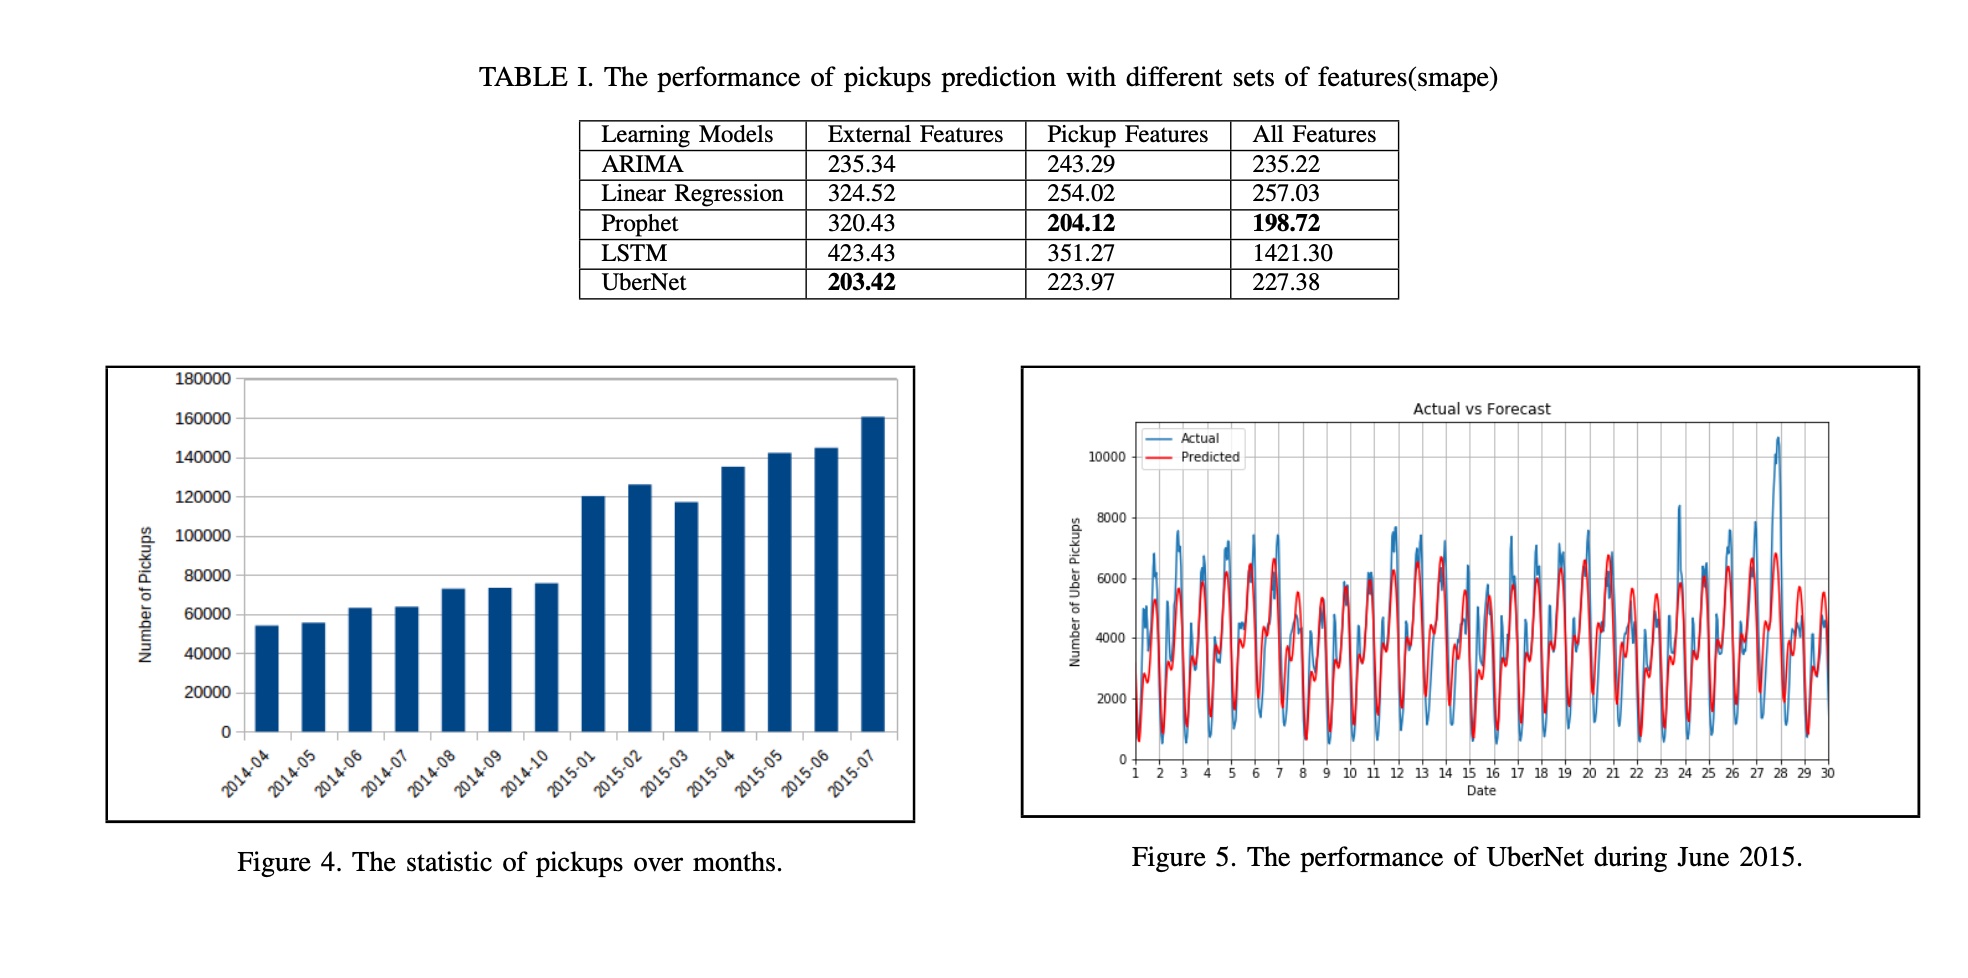 TABLE I. The performance of pickups prediction with different sets of features(smape)
Learning Models External Features Pickup Features All Features
ARIMA 235.34 243.29 235.22
Linear Regression 324.52 254.02 257.03
Prophet 320.43 204.12 198.72
LSTM 423.43 351.27 1421.30
UberNet 203.42 223.97 227.38
180000
160000
140000
120000
100000
80000
60000
40000
20000
0
Number of Pickups
2014-04 2014-05 2014-06 2014-07 2014-08 2014-09 2014-10 2015-01 2015-02 2015-03 2015-04 2015-05 2015-06 2015-07
Figure 4. The statistic of pickups over months.
Actual vs Forecast
Actual
Predicted
10000
8000
6000
4000
2000
0
Number of Uber Pickups
1 2 3 4 5 6 7 8 9 10 11 12 13 14 15 16 17 18 19 20 21 22 23 24 25 26 27 28 29 30
Date
Figure 5. The performance of UberNet during June 2015.